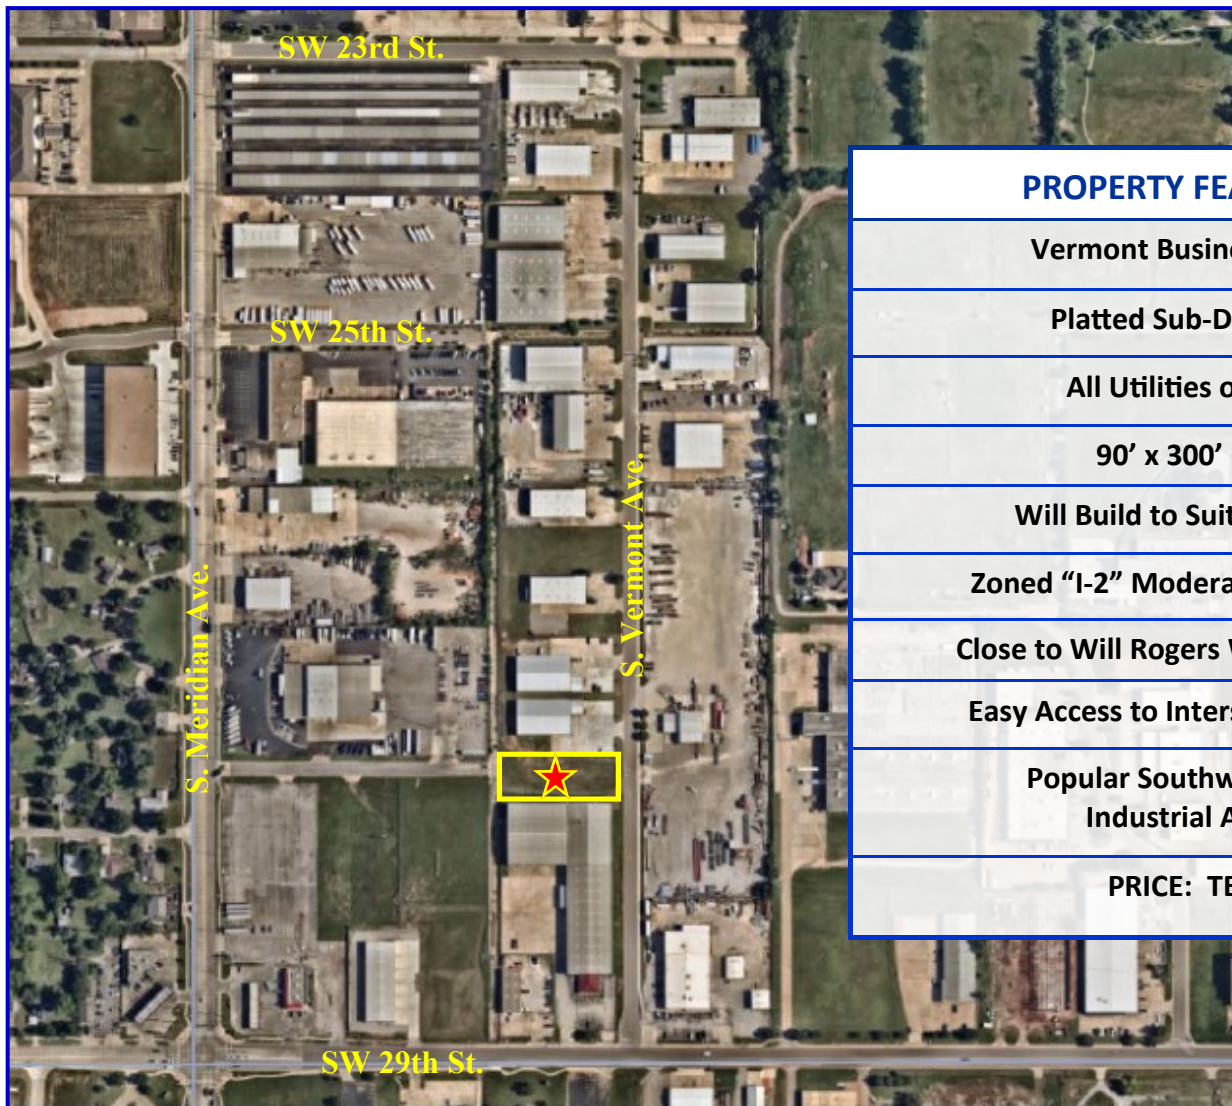 SW 23rd St.
SW 25th St.
S. Vermont Ave.
S. Meridian Ave.
SW 29th St.
PROPERTY FEA
Vermont Busin
Platted Sub-D
All Utilities o
90’ x 300’
Will Build to Suit
Zoned “I-2” Modera
Close to Will Rogers
Easy Access to Inters
Popular Southw
Industrial A
PRICE: TE